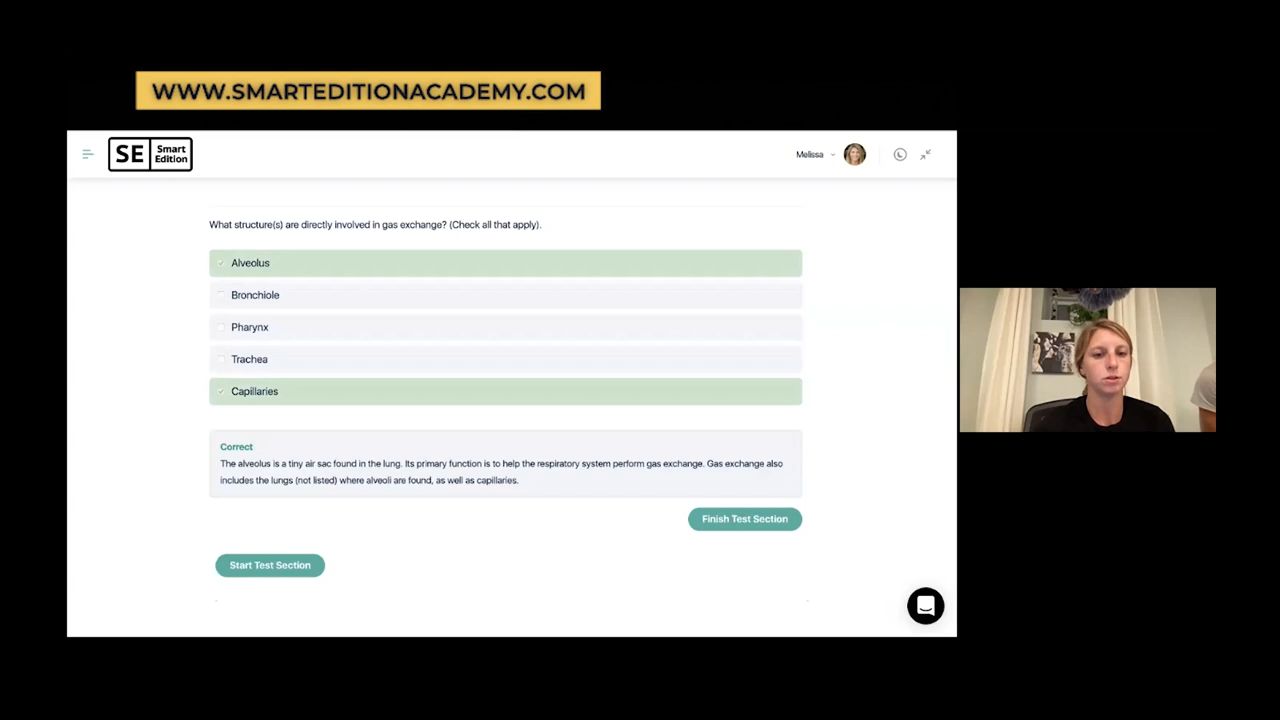 WWW.SMARTEDITIONACADEMY.COM
SE Smart Edition
Melissa
What structure(s) are directly involved in gas exchange? (Check all that apply).
Alveolus
Bronchiole
Pharynx
Trachea
Capillaries
Correct
The alveolus is a tiny air sac found in the lung. Its primary function is to help the respiratory system perform gas exchange. Gas exchange also
includes the lungs (not listed) where alveoli are found, as well as capillaries.
Finish Test Section
Start Test Section